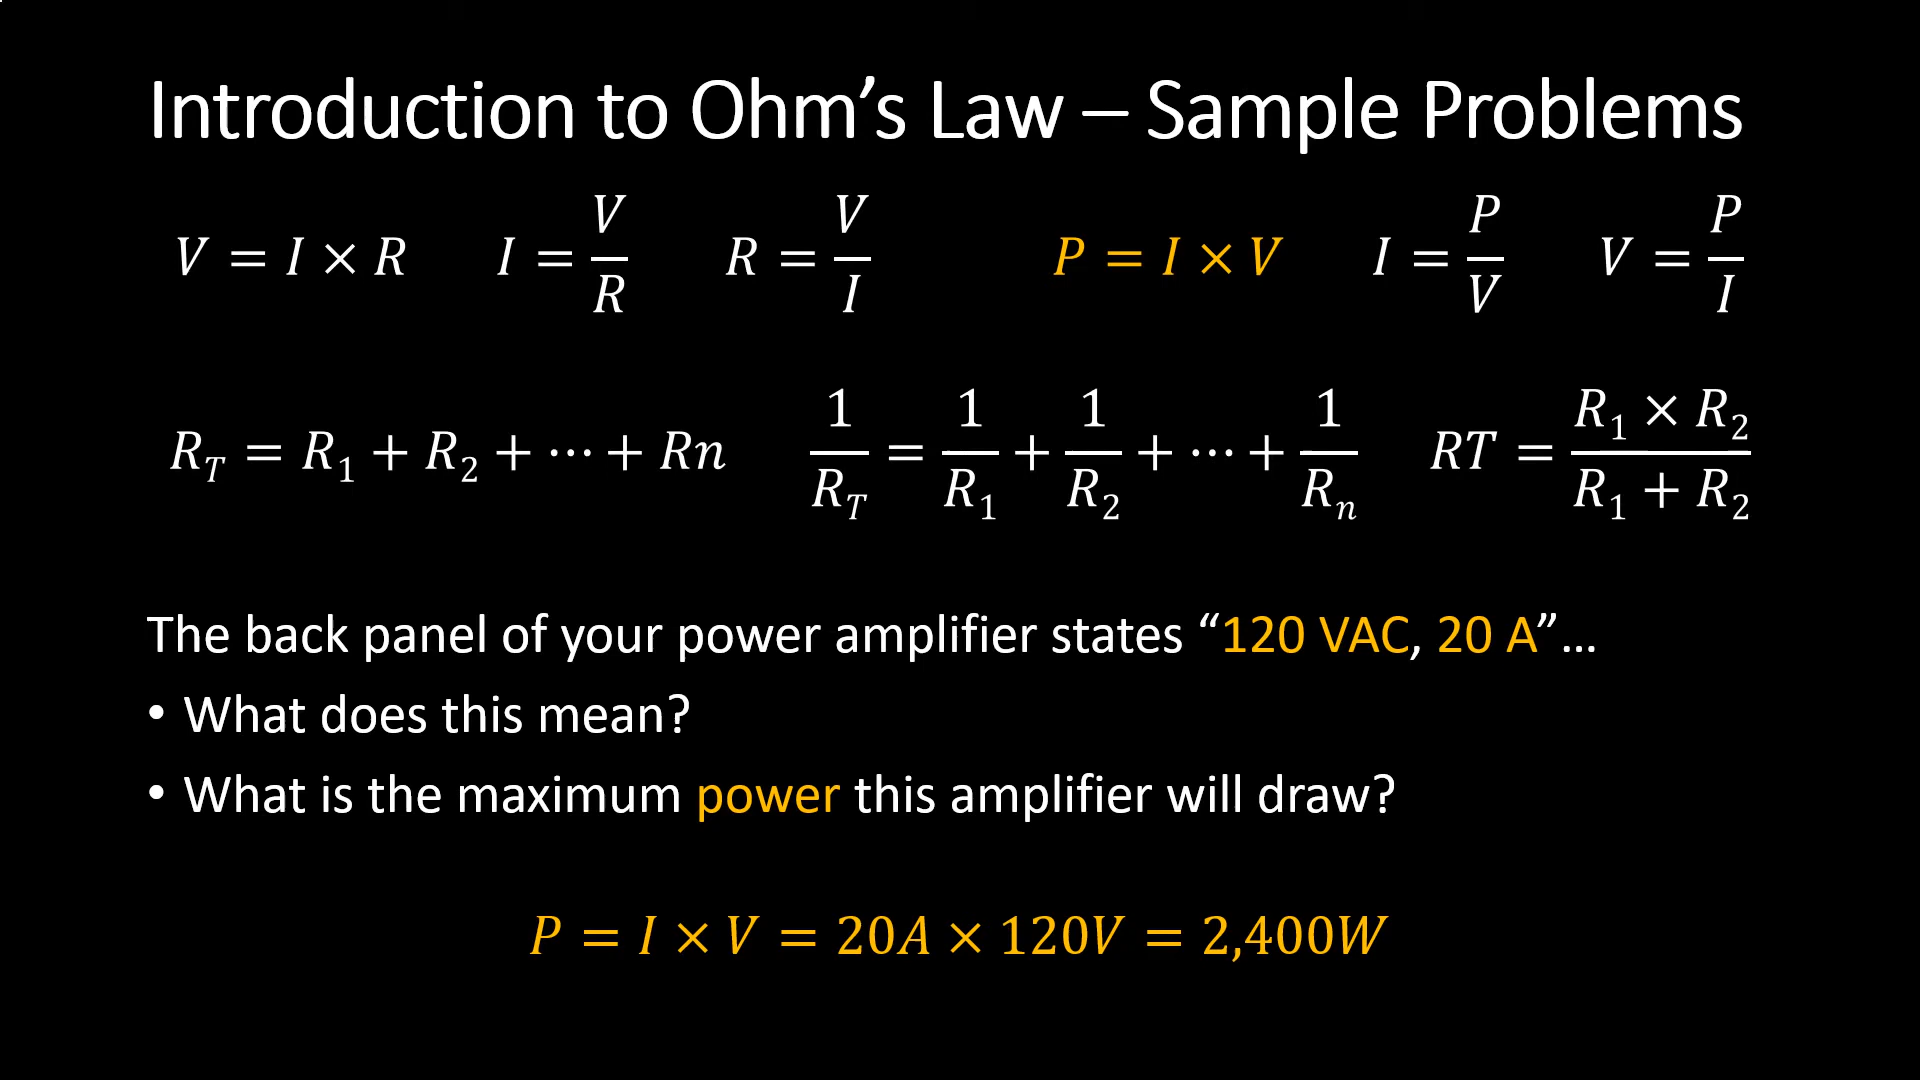 Introduction to Ohm’s Law – Sample Problems
V = I × R    I = V/R    R = V/I    P = I × V    I = P/V    V = P/I
R_T = R_1 + R_2 + ⋯ + Rn    1/R_T = 1/R_1 + 1/R_2 + ⋯ + 1/R_n    RT = (R_1 × R_2)/(R_1 + R_2)
The back panel of your power amplifier states “120 VAC, 20 A”…
• What does this mean?
• What is the maximum power this amplifier will draw?
P = I × V = 20A × 120V = 2,400W